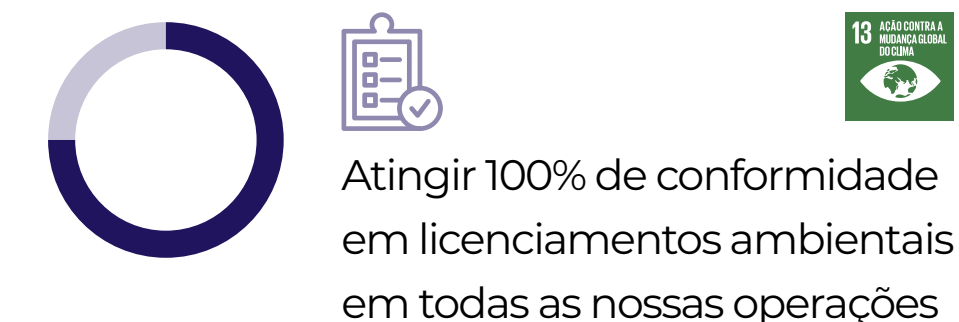 13 AÇÃO CONTRA A
MUDANÇA GLOBAL
DO CLIMA
Atingir 100% de conformidade
em licenciamentos ambientais
em todas as nossas operações